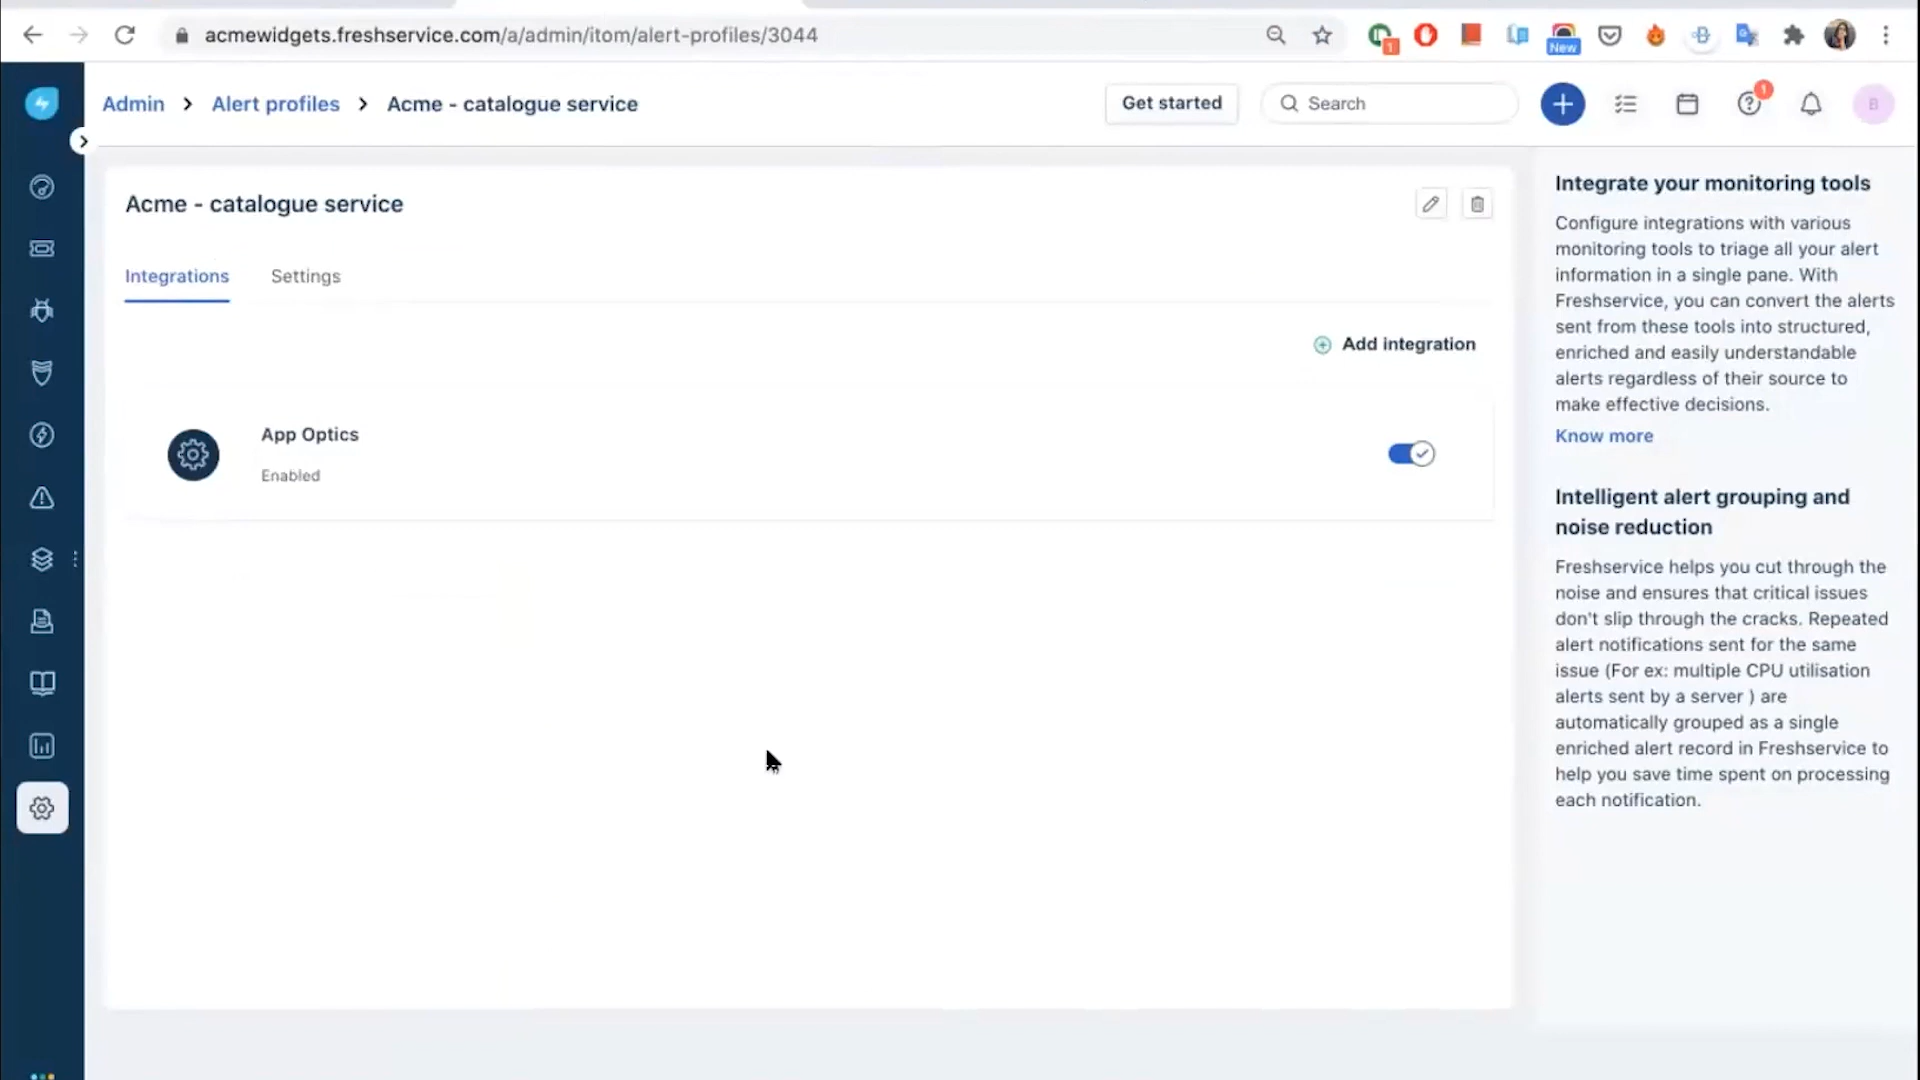 acmewidgets.freshservice.com/a/admin/itom/alert-profiles/3044
1
New
Admin > Alert profiles > Acme - catalogue service
Get started
Search
1
B
Acme - catalogue service
Integrations
Settings
Add integration
App Optics
Enabled
Integrate your monitoring tools
Configure integrations with various
monitoring tools to triage all your alert
information in a single pane. With
Freshservice, you can convert the alerts
sent from these tools into structured,
enriched and easily understandable
alerts regardless of their source to
make effective decisions.
Know more
Intelligent alert grouping and
noise reduction
Freshservice helps you cut through the
noise and ensures that critical issues
don't slip through the cracks. Repeated
alert notifications sent for the same
issue (For ex: multiple CPU utilisation
alerts sent by a server ) are
automatically grouped as a single
enriched alert record in Freshservice to
help you save time spent on processing
each notification.